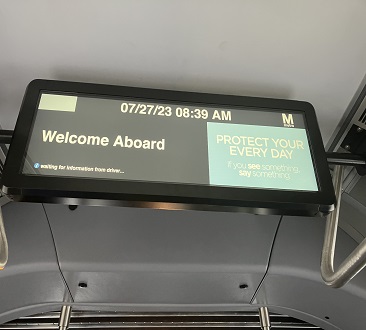 07/27/23 08:39 AM
M
Welcome Aboard
PROTECT YOUR
EVERY DAY
if you see something,
say something
waiting for information from driver...